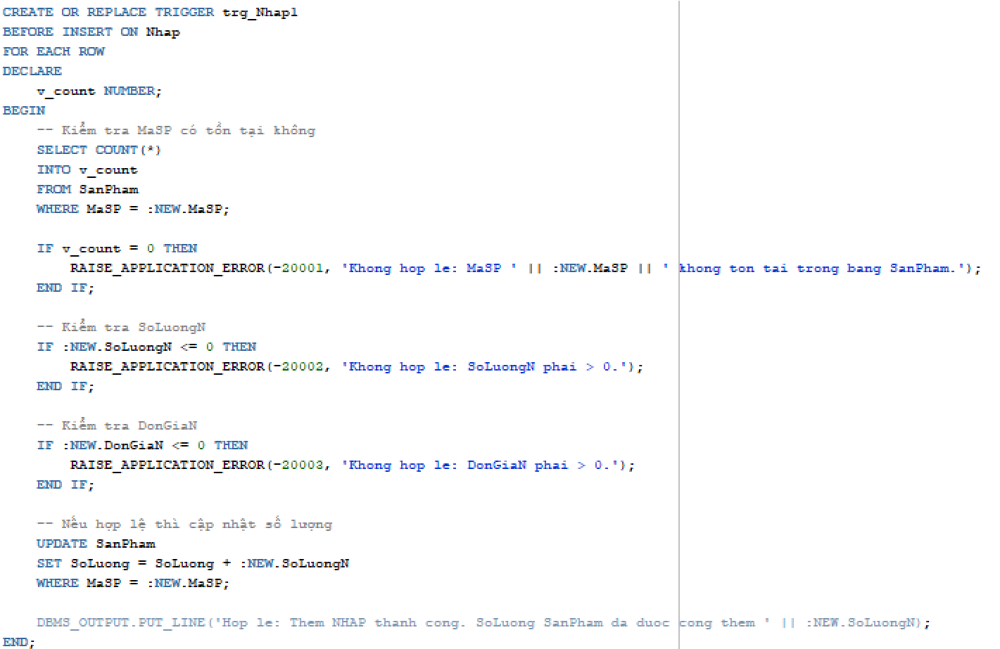 CREATE OR REPLACE TRIGGER trg_Nhap1
BEFORE INSERT ON Nhap
FOR EACH ROW
DECLARE
    v_count NUMBER;
BEGIN
    -- Kiểm tra MaSP có tồn tại không
    SELECT COUNT(*)
    INTO v_count
    FROM SanPham
    WHERE MaSP = :NEW.MaSP;

    IF v_count = 0 THEN
        RAISE_APPLICATION_ERROR(-20001, 'Khong hop le: MaSP ' || :NEW.MaSP || ' khong ton tai trong bang SanPham.');
    END IF;

    -- Kiểm tra SoLuongN
    IF :NEW.SoLuongN <= 0 THEN
        RAISE_APPLICATION_ERROR(-20002, 'Khong hop le: SoLuongN phai > 0.');
    END IF;

    -- Kiểm tra DonGiaN
    IF :NEW.DonGiaN <= 0 THEN
        RAISE_APPLICATION_ERROR(-20003, 'Khong hop le: DonGiaN phai > 0.');
    END IF;

    -- Nếu hợp lệ thì cập nhật số lượng
    UPDATE SanPham
    SET SoLuong = SoLuong + :NEW.SoLuongN
    WHERE MaSP = :NEW.MaSP;

    DBMS_OUTPUT.PUT_LINE('Hop le: Them NHAP thanh cong. SoLuong SanPham da duoc cong them ' || :NEW.SoLuongN);
END;